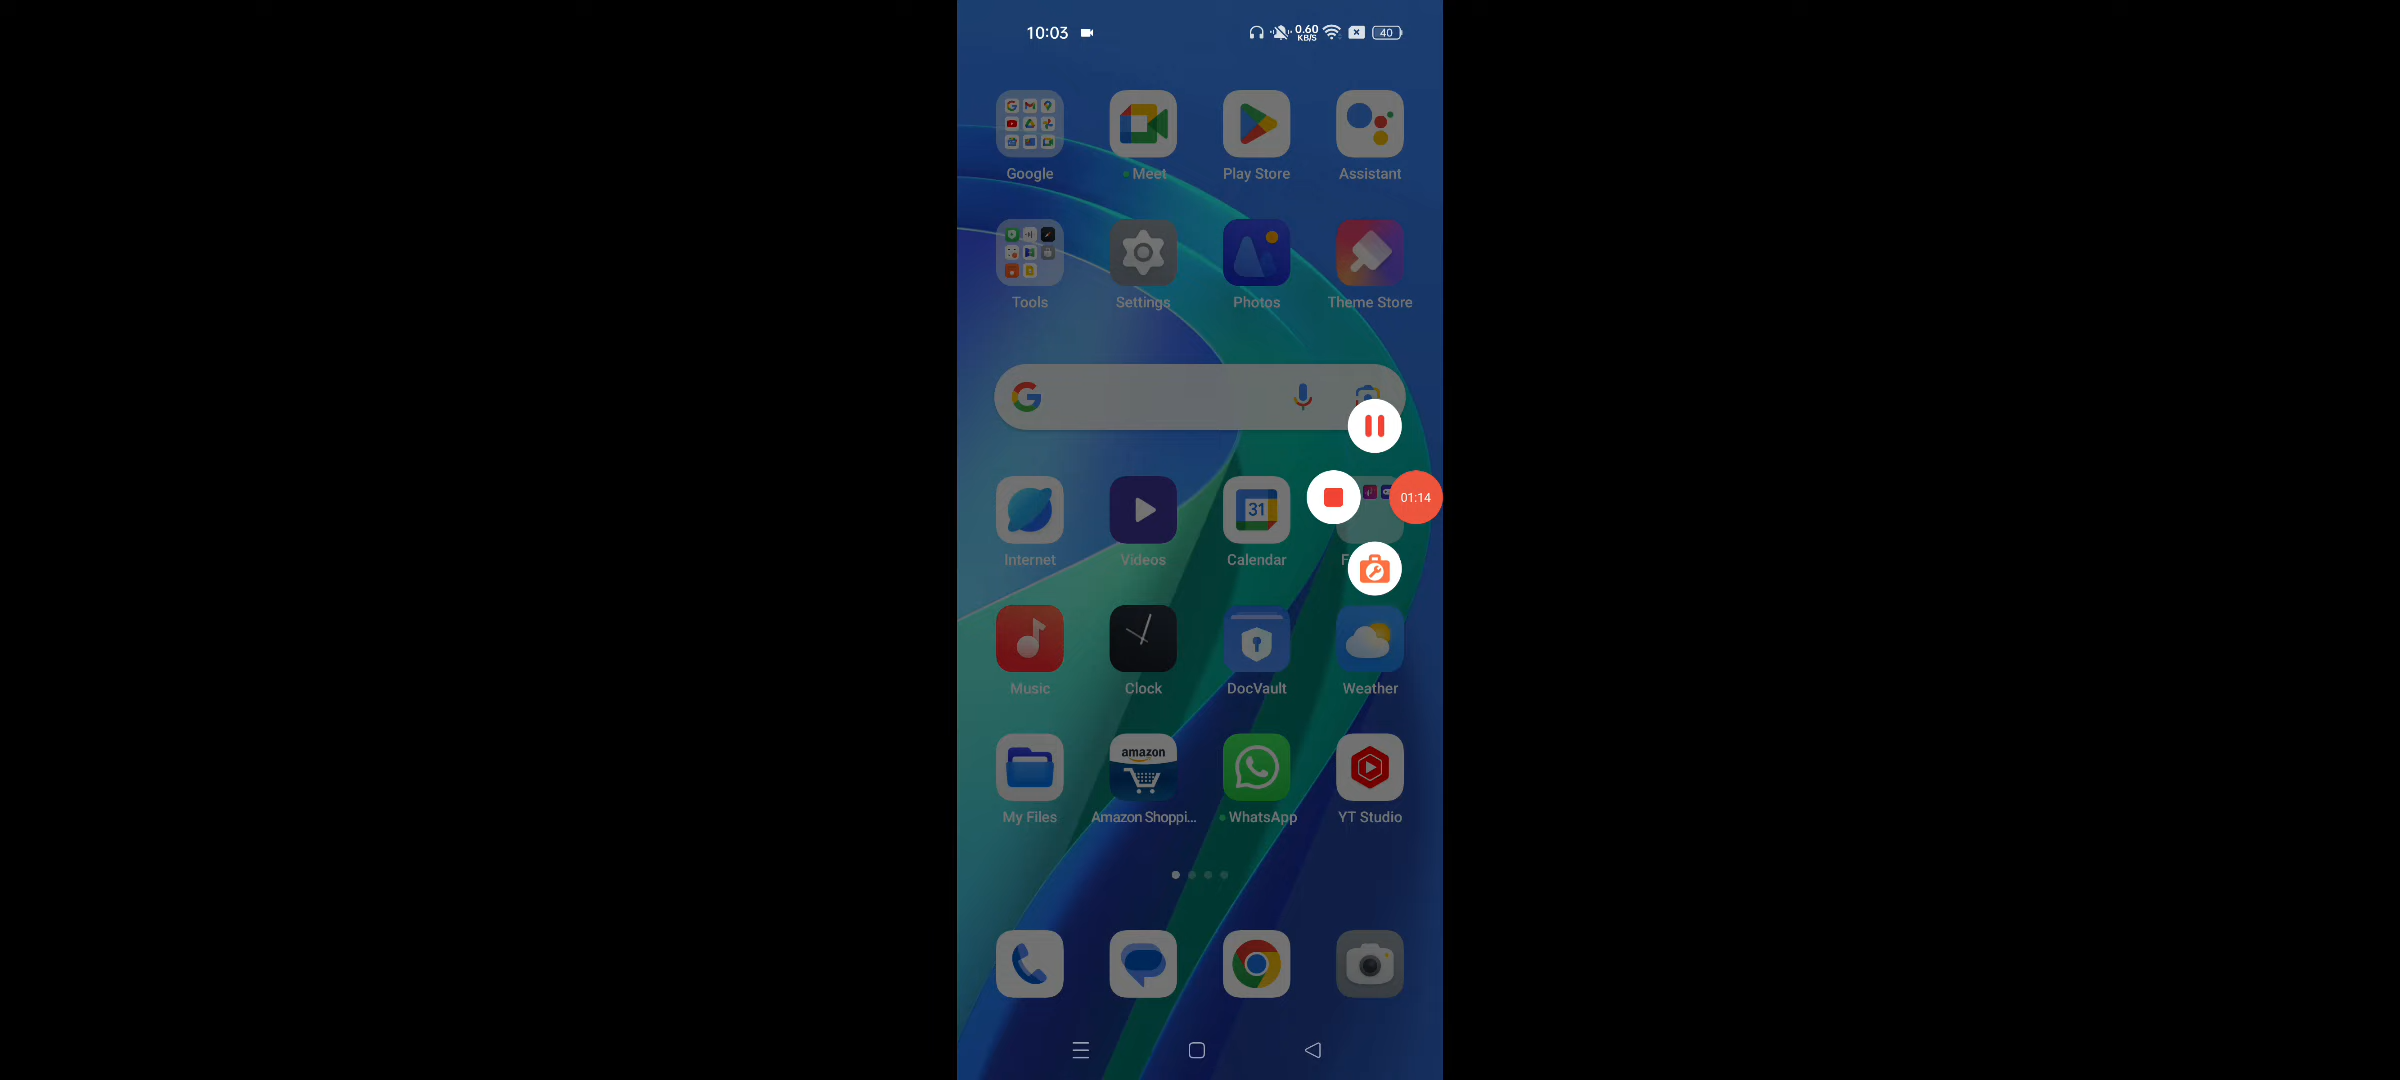 10:03
0.60
KB/S
40
Google
Meet
Play Store
Assistant
Tools
Settings
Photos
Theme Store
31
01:14
Internet
Videos
Calendar
Music
Clock
DocVault
Weather
amazon
My Files
Amazon Shoppi...
WhatsApp
YT Studio